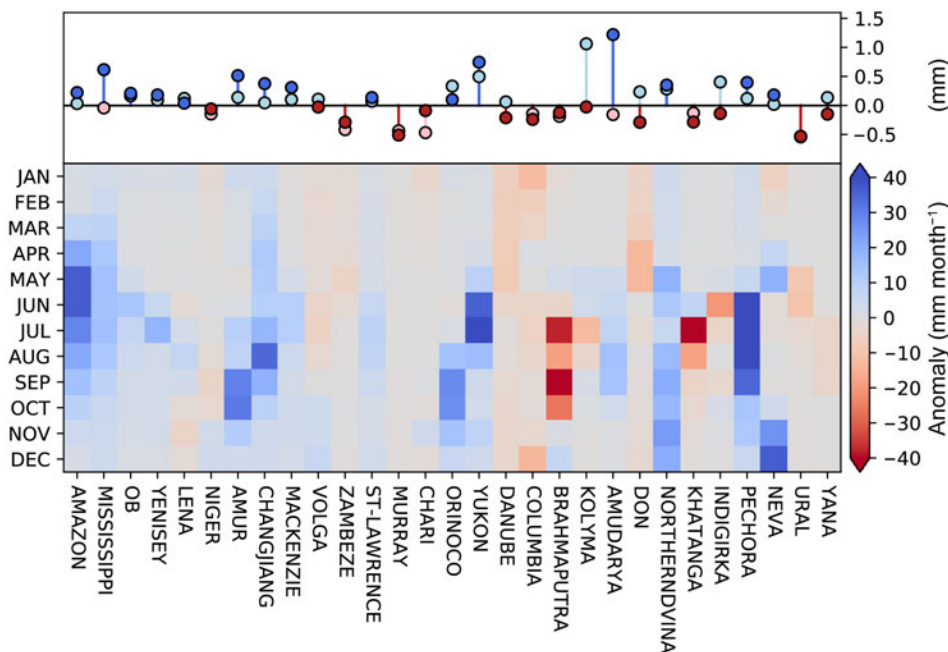 1.5
1.0
0.5
0.0
−0.5
(mm)
JAN
FEB
MAR
APR
MAY
JUN
JUL
AUG
SEP
OCT
NOV
DEC
40
30
20
10
0
−10
−20
−30
−40
Anomaly (mm month⁻¹)
AMAZON
MISSISSIPPI
OB
YENISEY
LENA
NIGER
AMUR
CHANGJIANG
MACKENZIE
VOLGA
ZAMBEZE
ST-LAWRENCE
MURRAY
CHARI
ORINOCO
YUKON
DANUBE
COLUMBIA
BRAHMAPUTRA
KOLYMA
AMUDARYA
DON
NORTHERNDVINA
KHATANGA
INDIGIRKA
PECHORA
NEVA
URAL
YANA